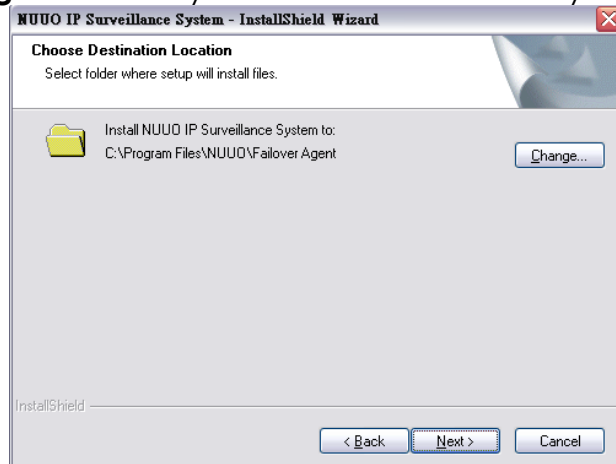 NUUO IP Surveillance System - InstallShield Wizard
Choose Destination Location
Select folder where setup will install files.
Install NUUO IP Surveillance System to:
C:\Program Files\NUUO\Failover Agent
Change...
InstallShield
< Back Next > Cancel